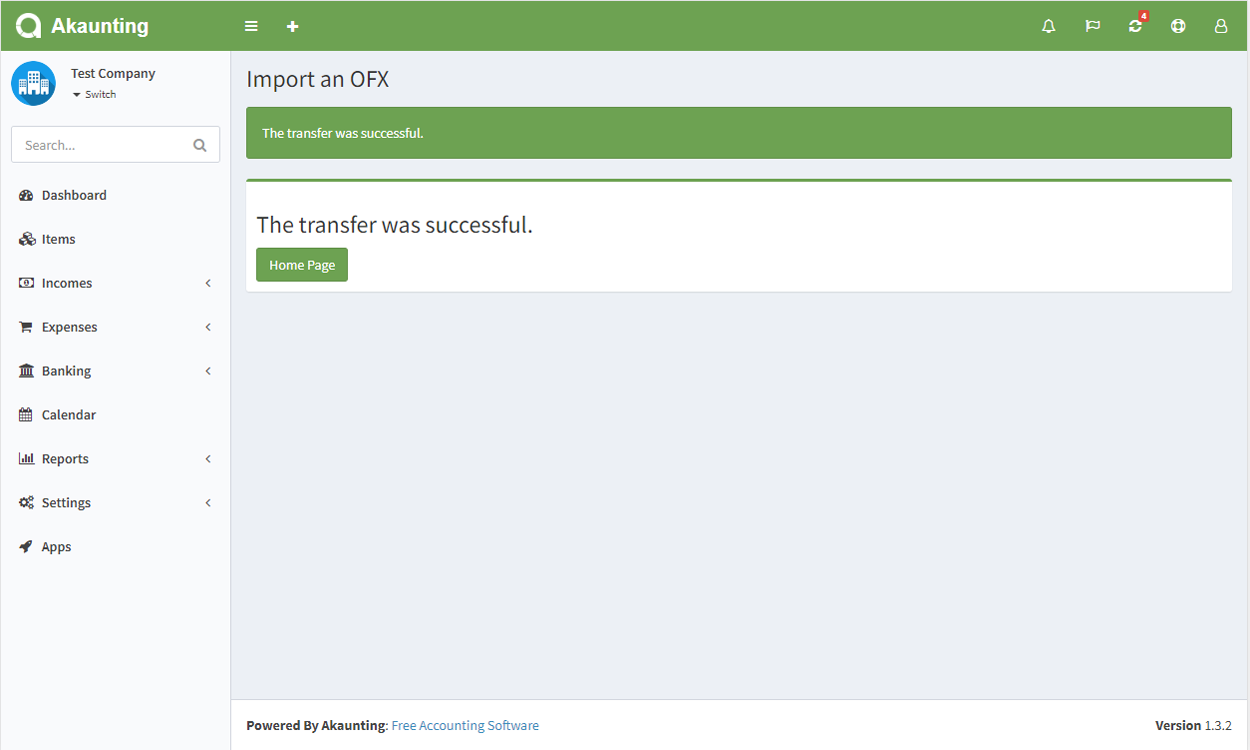 Akaunting
4
Test Company
Switch
Search...
Dashboard
Items
Incomes
Expenses
Banking
Calendar
Reports
Settings
Apps
Import an OFX
The transfer was successful.
The transfer was successful.
Home Page
Powered By Akaunting: Free Accounting Software
Version 1.3.2